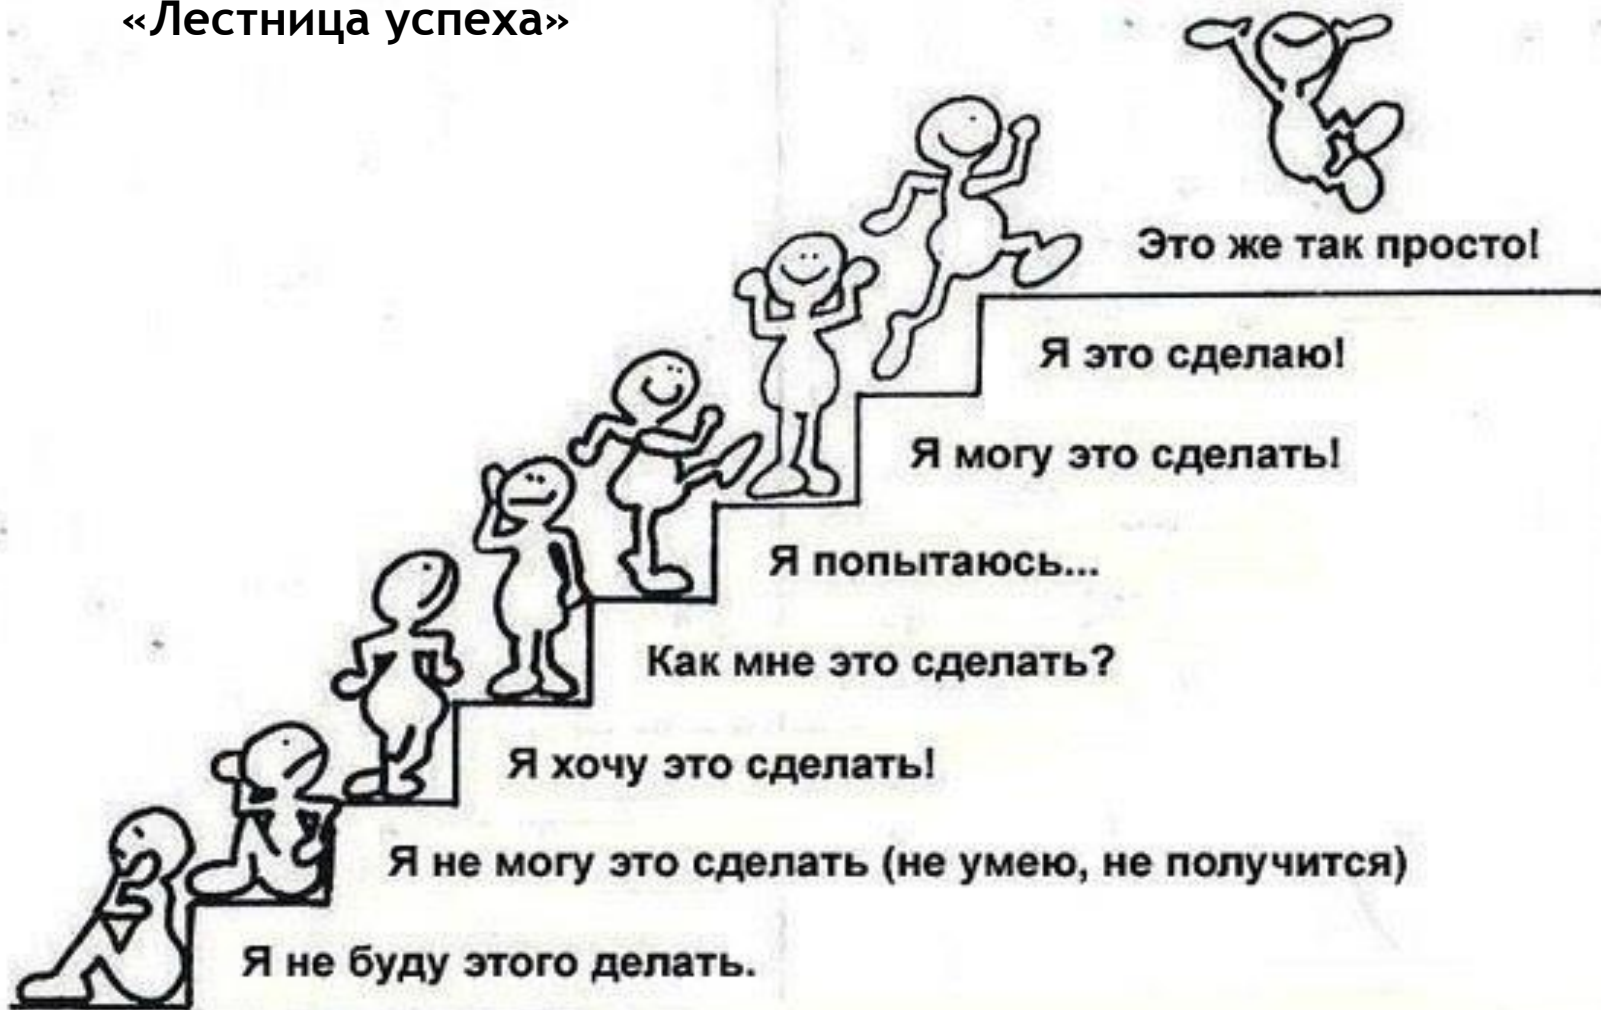 «Лестница успеха»
Это же так просто!
Я это сделаю!
Я могу это сделать!
Я попытаюсь...
Как мне это сделать?
Я хочу это сделать!
Я не могу это сделать (не умею, не получится)
Я не буду этого делать.